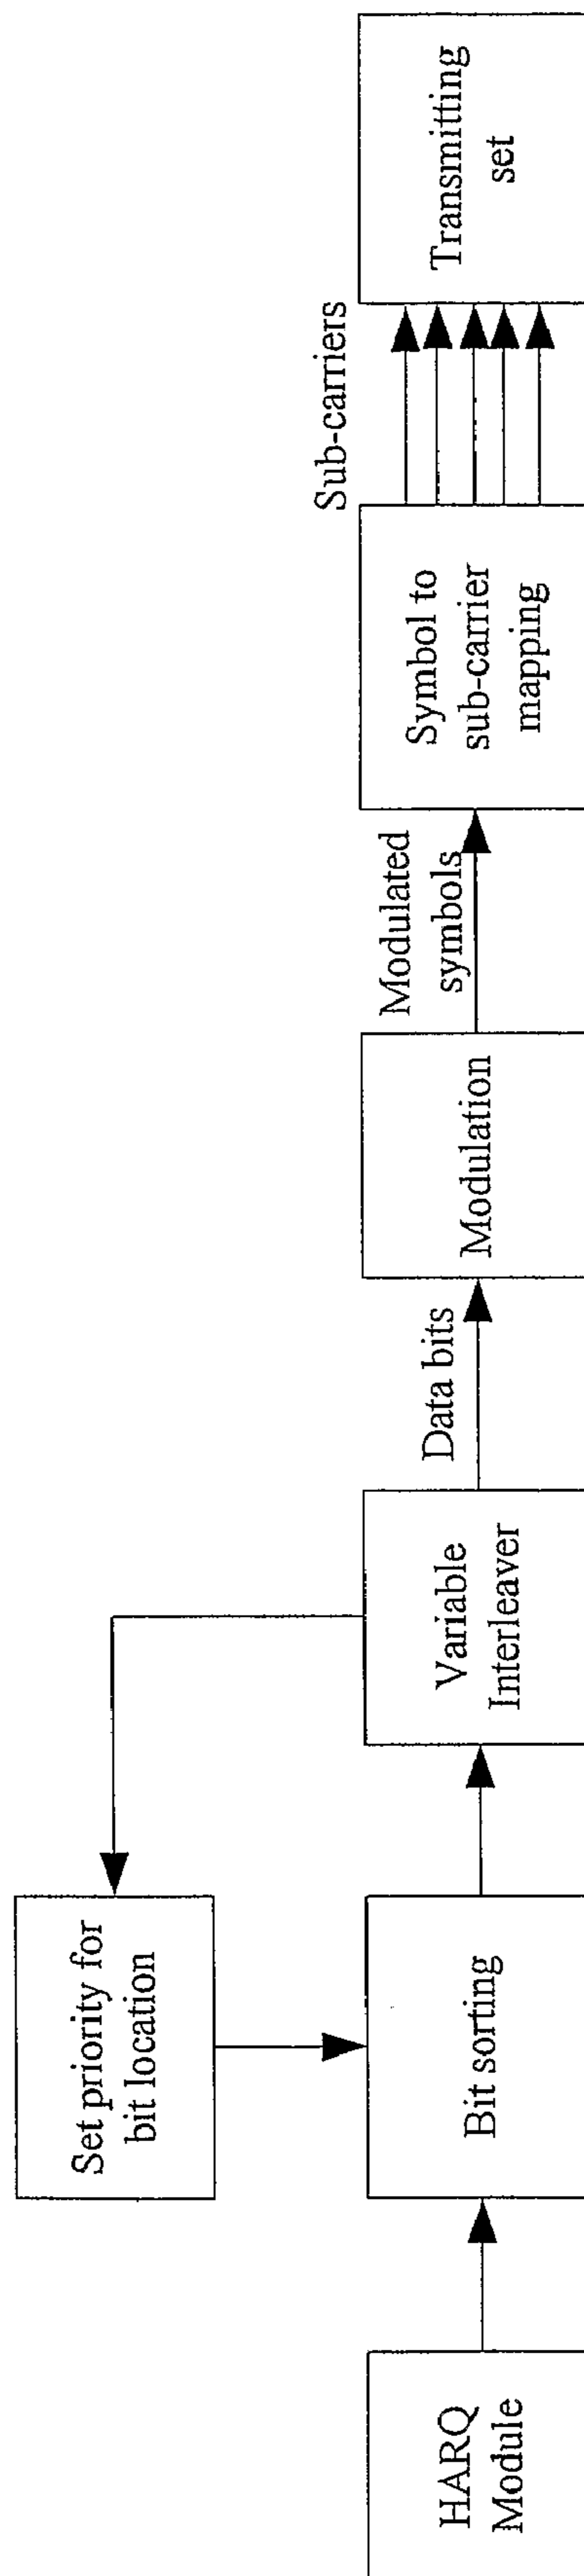 HARQ
Module
Set priority for
bit location
Bit sorting
Variable
Interleaver
Data bits
Modulation
Modulated
symbols
Symbol to
sub-carrier
mapping
Sub-carriers
Transmitting
set